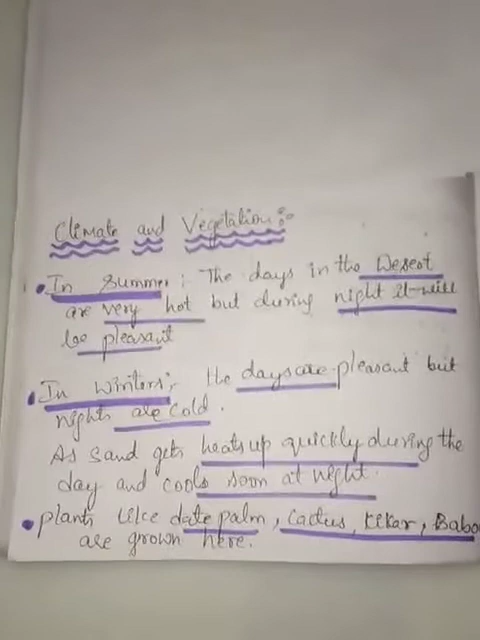 Climate and Vegetation :-
• In Summer : The days in the Desert
are very hot but during night It will
be pleasant
• In winters :- the days are pleasant but
nights are cold.
As sand gets heats up quickly during the
day and cools soon at night.
• plants like date palm, cactus, kikar, Babo
are grown here.